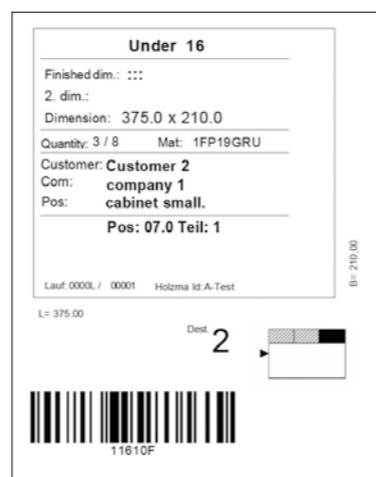 Under 16
Finished dim.: :::
2. dim.:
Dimension: 375.0 x 210.0
Quantity: 3 / 8 Mat: 1FP19GRU
Customer: Customer 2
Com: company 1
Pos: cabinet small.
Pos: 07.0 Teil: 1
Lauf: 0000L / 00001 Holzma Id:A-Test
B= 210.00
L= 375.00
Dest. 2
11610F